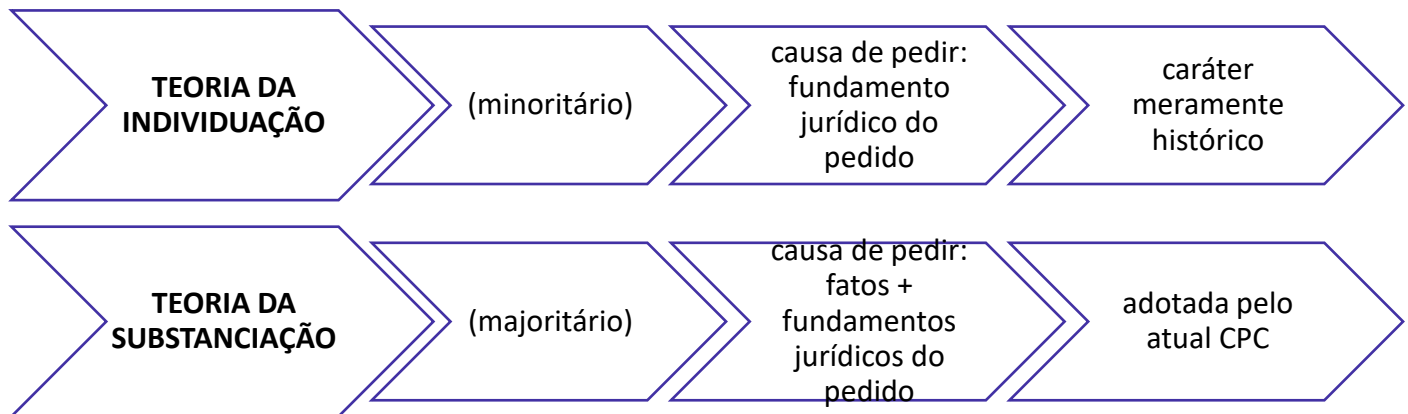 TEORIA DA
INDIVIDUAÇÃO
(minoritário)
causa de pedir:
fundamento
jurídico do
pedido
caráter
meramente
histórico
TEORIA DA
SUBSTANCIAÇÃO
(majoritário)
causa de pedir:
fatos +
fundamentos
jurídicos do
pedido
adotada pelo
atual CPC